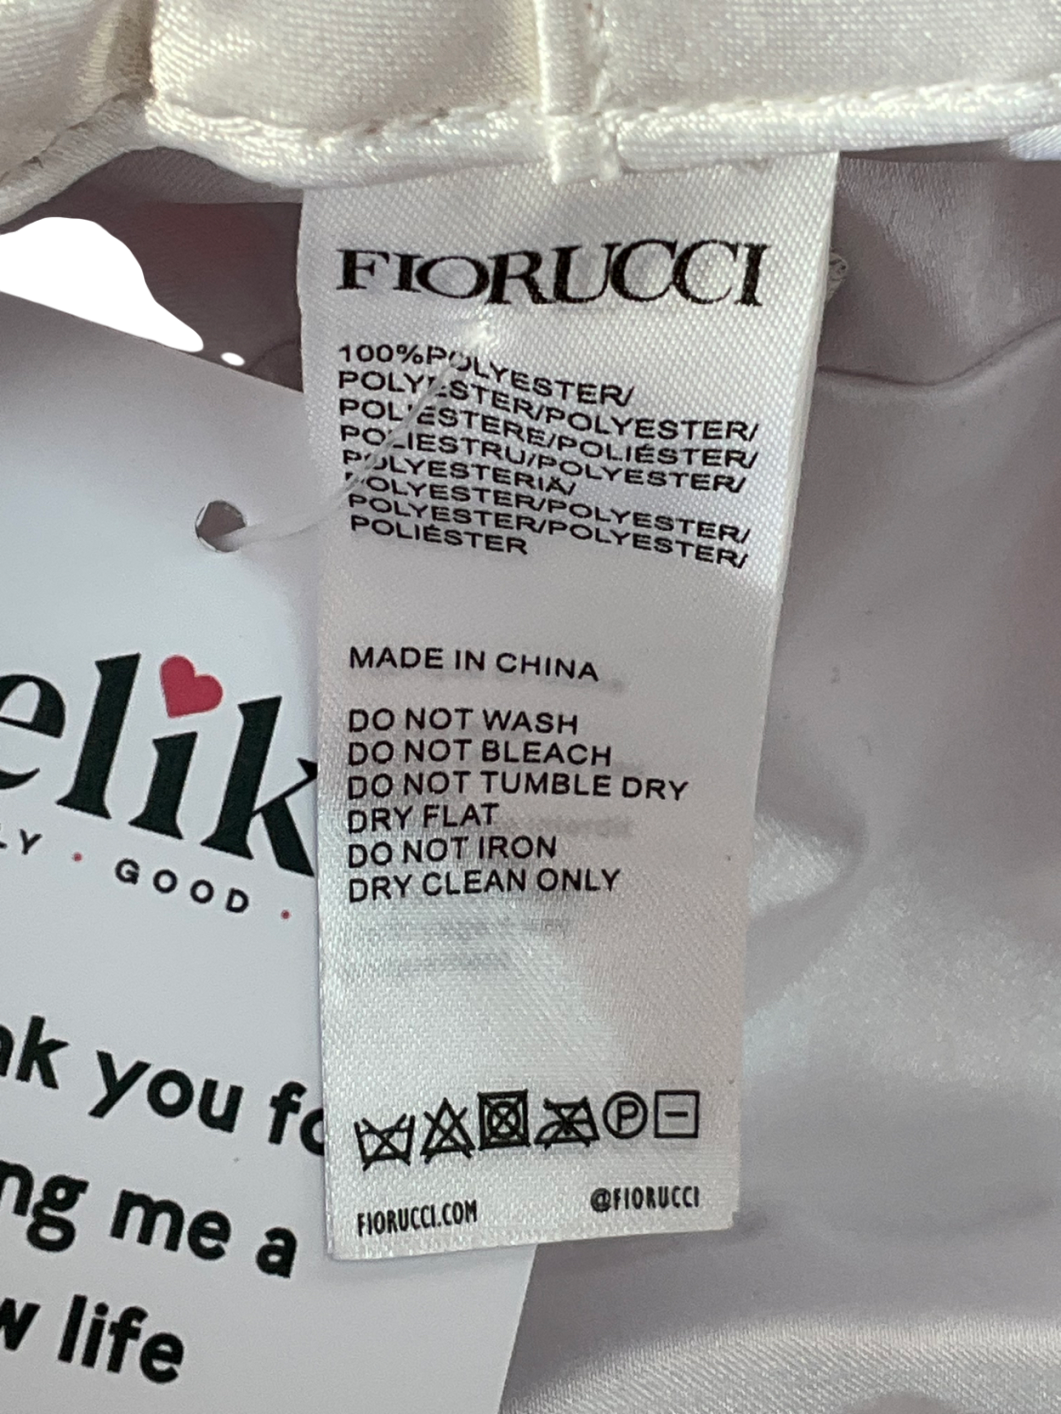 FIORUCCI
100%POLYESTER/
POLYESTER/POLYESTER/
POLIESTERE/POLIÉSTER/
POLIESTRU/POLYESTER/
POLYESTERIA/
POLYESTER/POLYESTER/
POLYESTER/POLYESTER/
POLIÉSTER
MADE IN CHINA
DO NOT WASH
DO NOT BLEACH
DO NOT TUMBLE DRY
DRY FLAT
DO NOT IRON
DRY CLEAN ONLY
P
FIORUCCI.COM @FIORUCCI
elik
LY • GOOD •
nk you fo
ng me a
w life